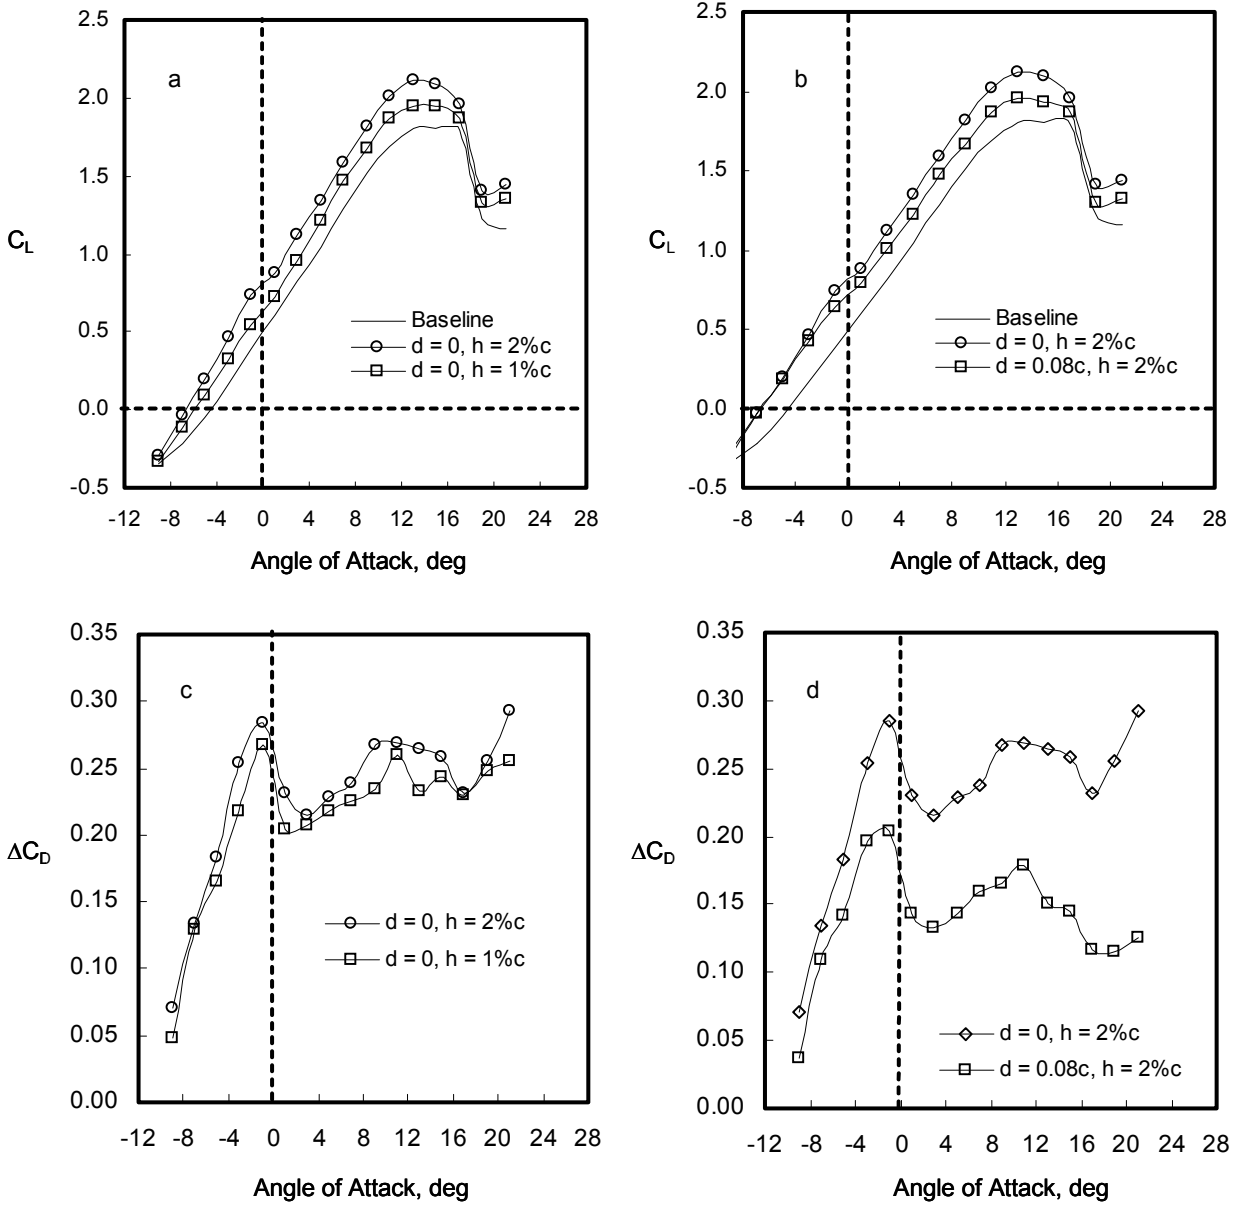 2.5
2.0
1.5
1.0
0.5
0.0
-0.5
C_L
a
Baseline
d = 0, h = 2%c
d = 0, h = 1%c
-12 -8 -4 0 4 8 12 16 20 24 28
Angle of Attack, deg
2.5
2.0
1.5
1.0
0.5
0.0
-0.5
C_L
b
Baseline
d = 0, h = 2%c
d = 0.08c, h = 2%c
-8 -4 0 4 8 12 16 20 24 28
Angle of Attack, deg
0.35
0.30
0.25
0.20
0.15
0.10
0.05
0.00
ΔC_D
c
d = 0, h = 2%c
d = 0, h = 1%c
-12 -8 -4 0 4 8 12 16 20 24 28
Angle of Attack, deg
0.35
0.30
0.25
0.20
0.15
0.10
0.05
0.00
ΔC_D
d
d = 0, h = 2%c
d = 0.08c, h = 2%c
-12 -8 -4 0 4 8 12 16 20 24 28
Angle of Attack, deg